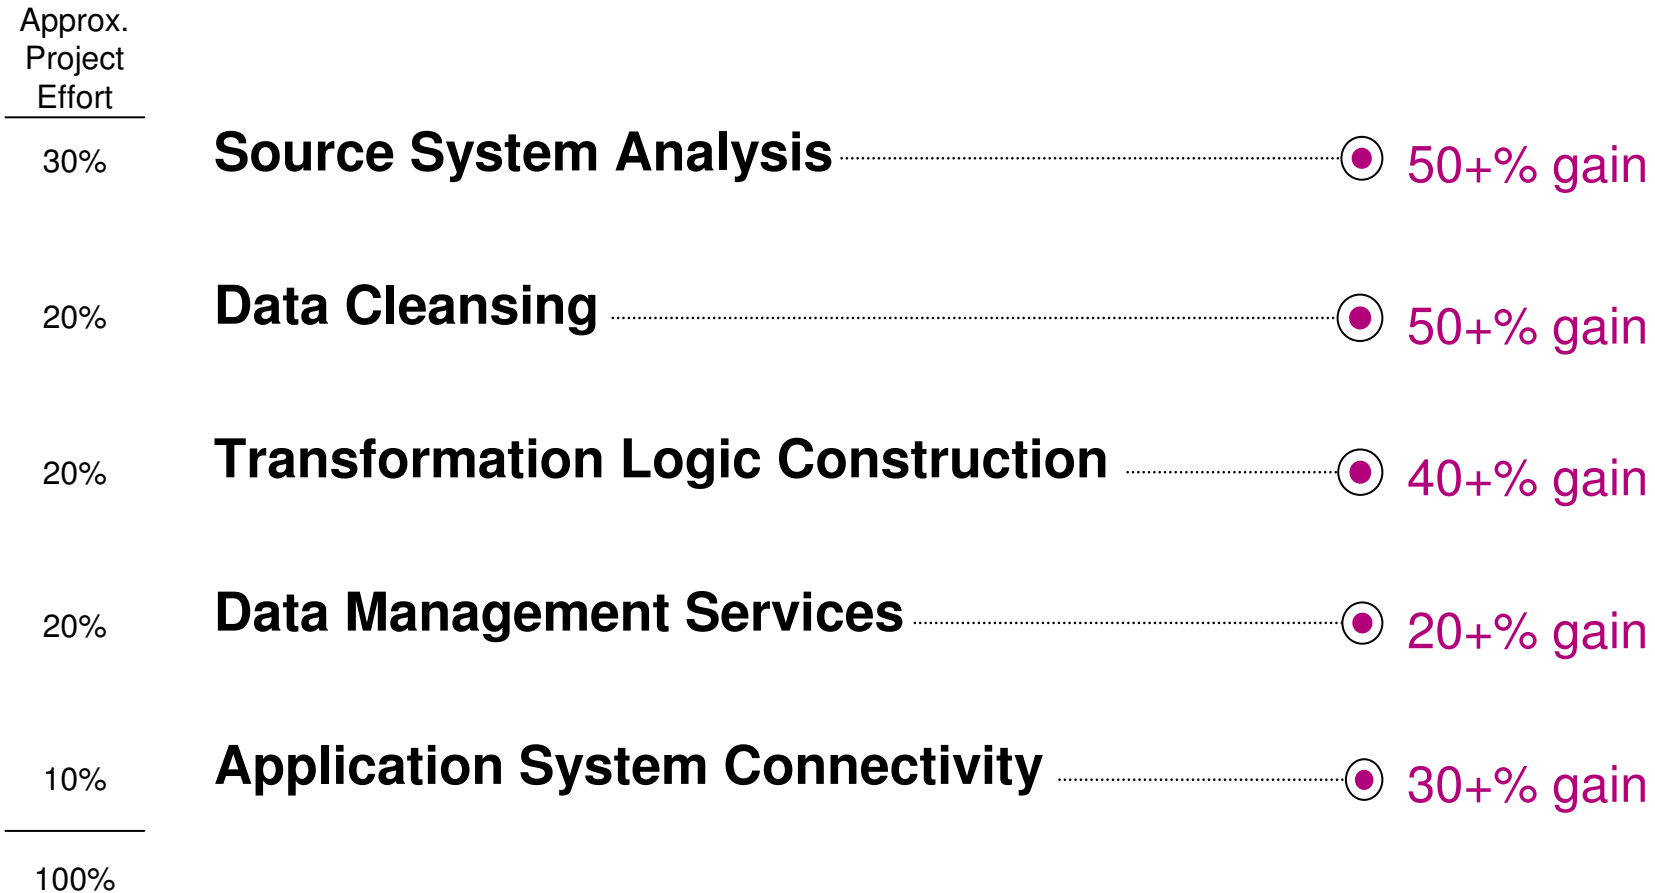 Approx.
Project
Effort
30% Source System Analysis 50+% gain
20% Data Cleansing 50+% gain
20% Transformation Logic Construction 40+% gain
20% Data Management Services 20+% gain
10% Application System Connectivity 30+% gain
100%